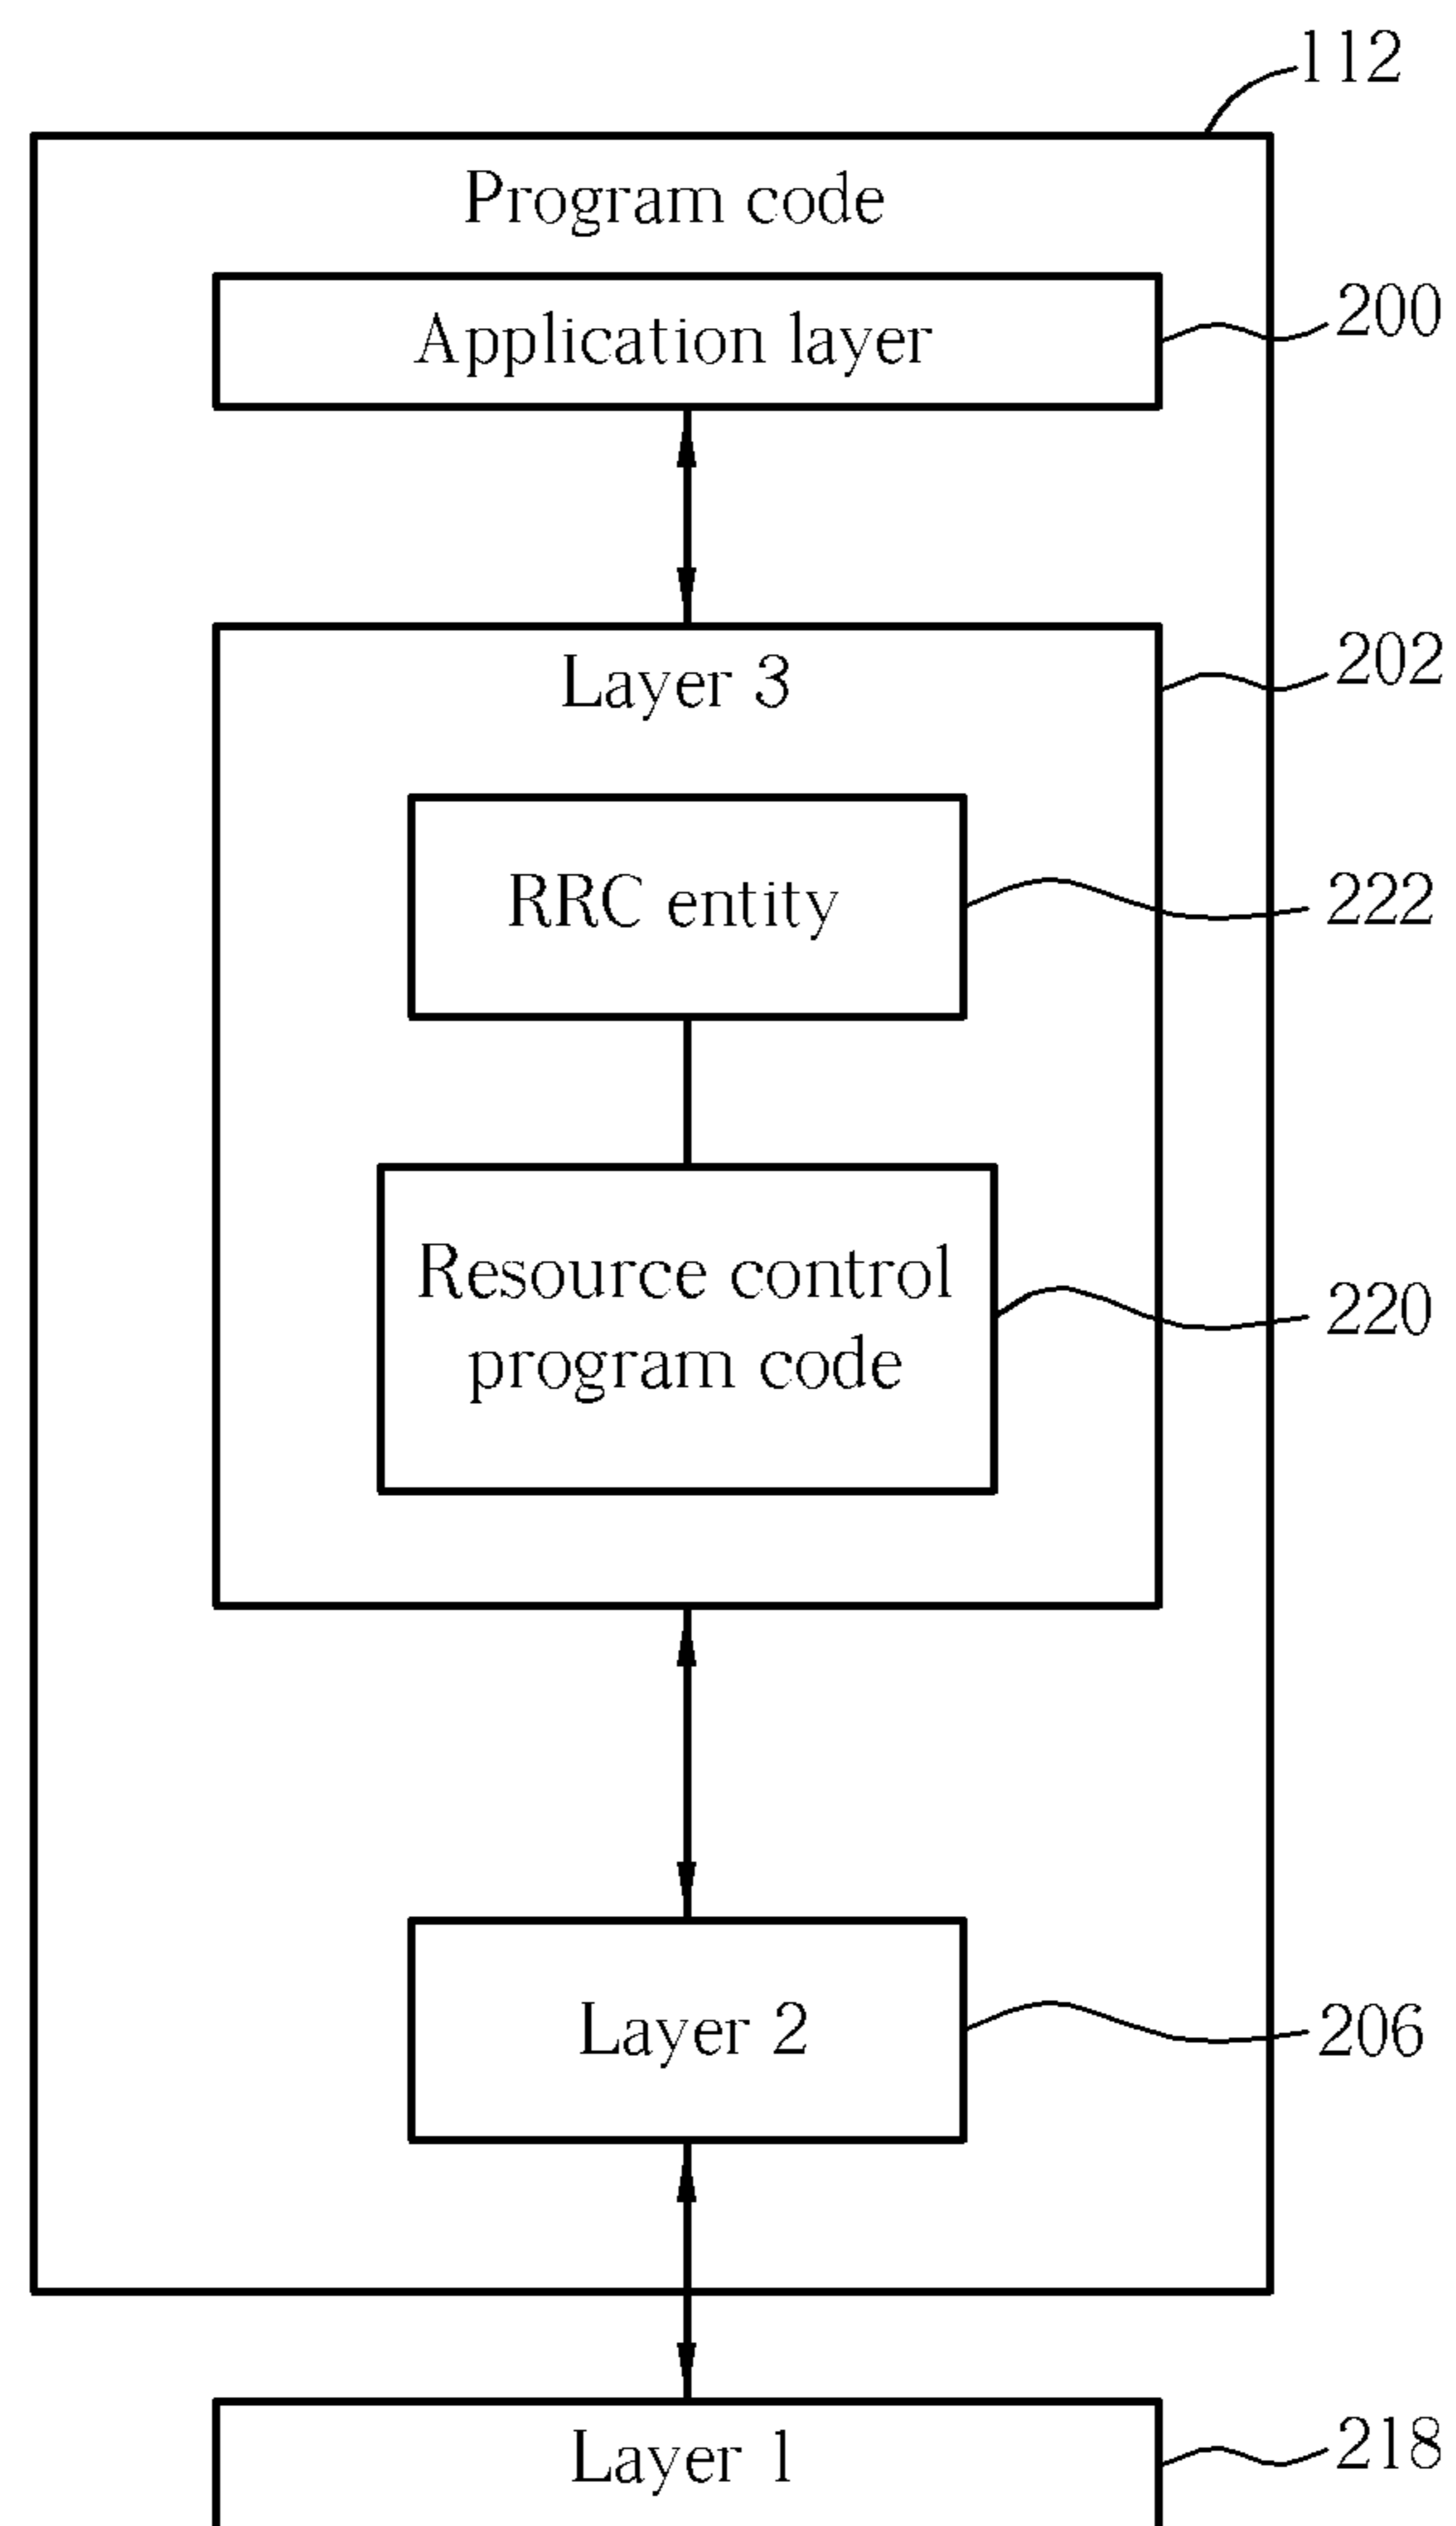 112
Program code
Application layer
200
Layer 3
202
RRC entity
222
Resource control
program code
220
Layer 2
206
Layer 1
218